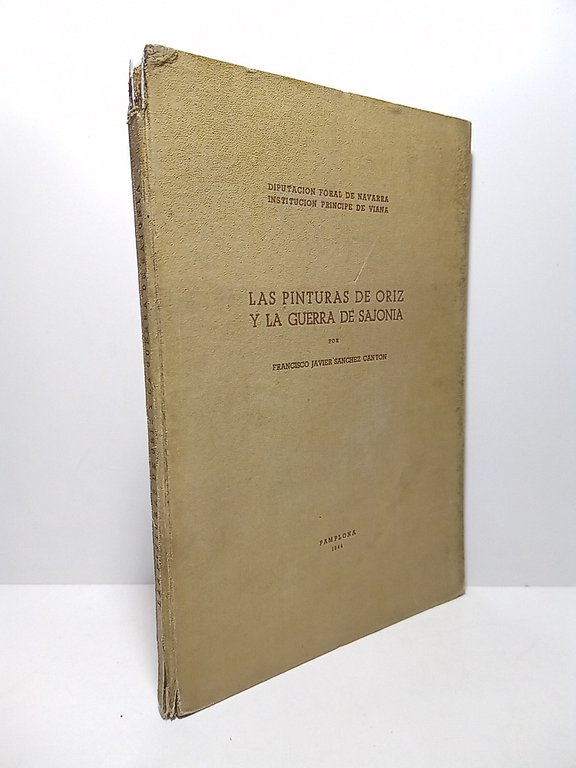 DIPUTACION FORAL DE NAVARRA
INSTITUCION PRINCIPE DE VIANA
LAS PINTURAS DE ORIZ
Y LA GUERRA DE SAJONIA
POR
FRANCISCO JAVIER SANCHEZ CANTON
PAMPLONA
1944